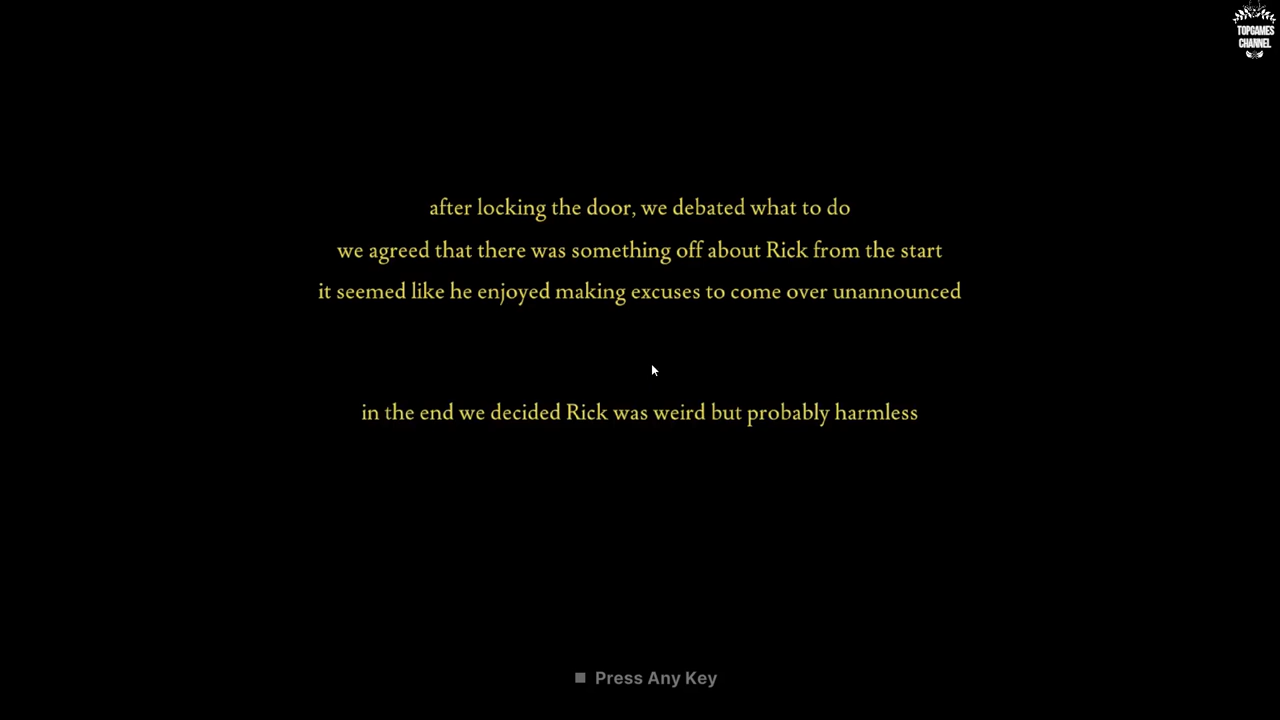 TOPGAMES
CHANNEL
after locking the door, we debated what to do
we agreed that there was something off about Rick from the start
it seemed like he enjoyed making excuses to come over unannounced
in the end we decided Rick was weird but probably harmless
Press Any Key